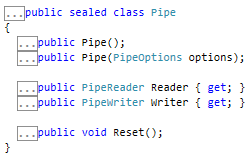 ...public sealed class Pipe
{
...public Pipe();
...public Pipe(PipeOptions options);
...public PipeReader Reader { get; }
...public PipeWriter Writer { get; }
...public void Reset();
}